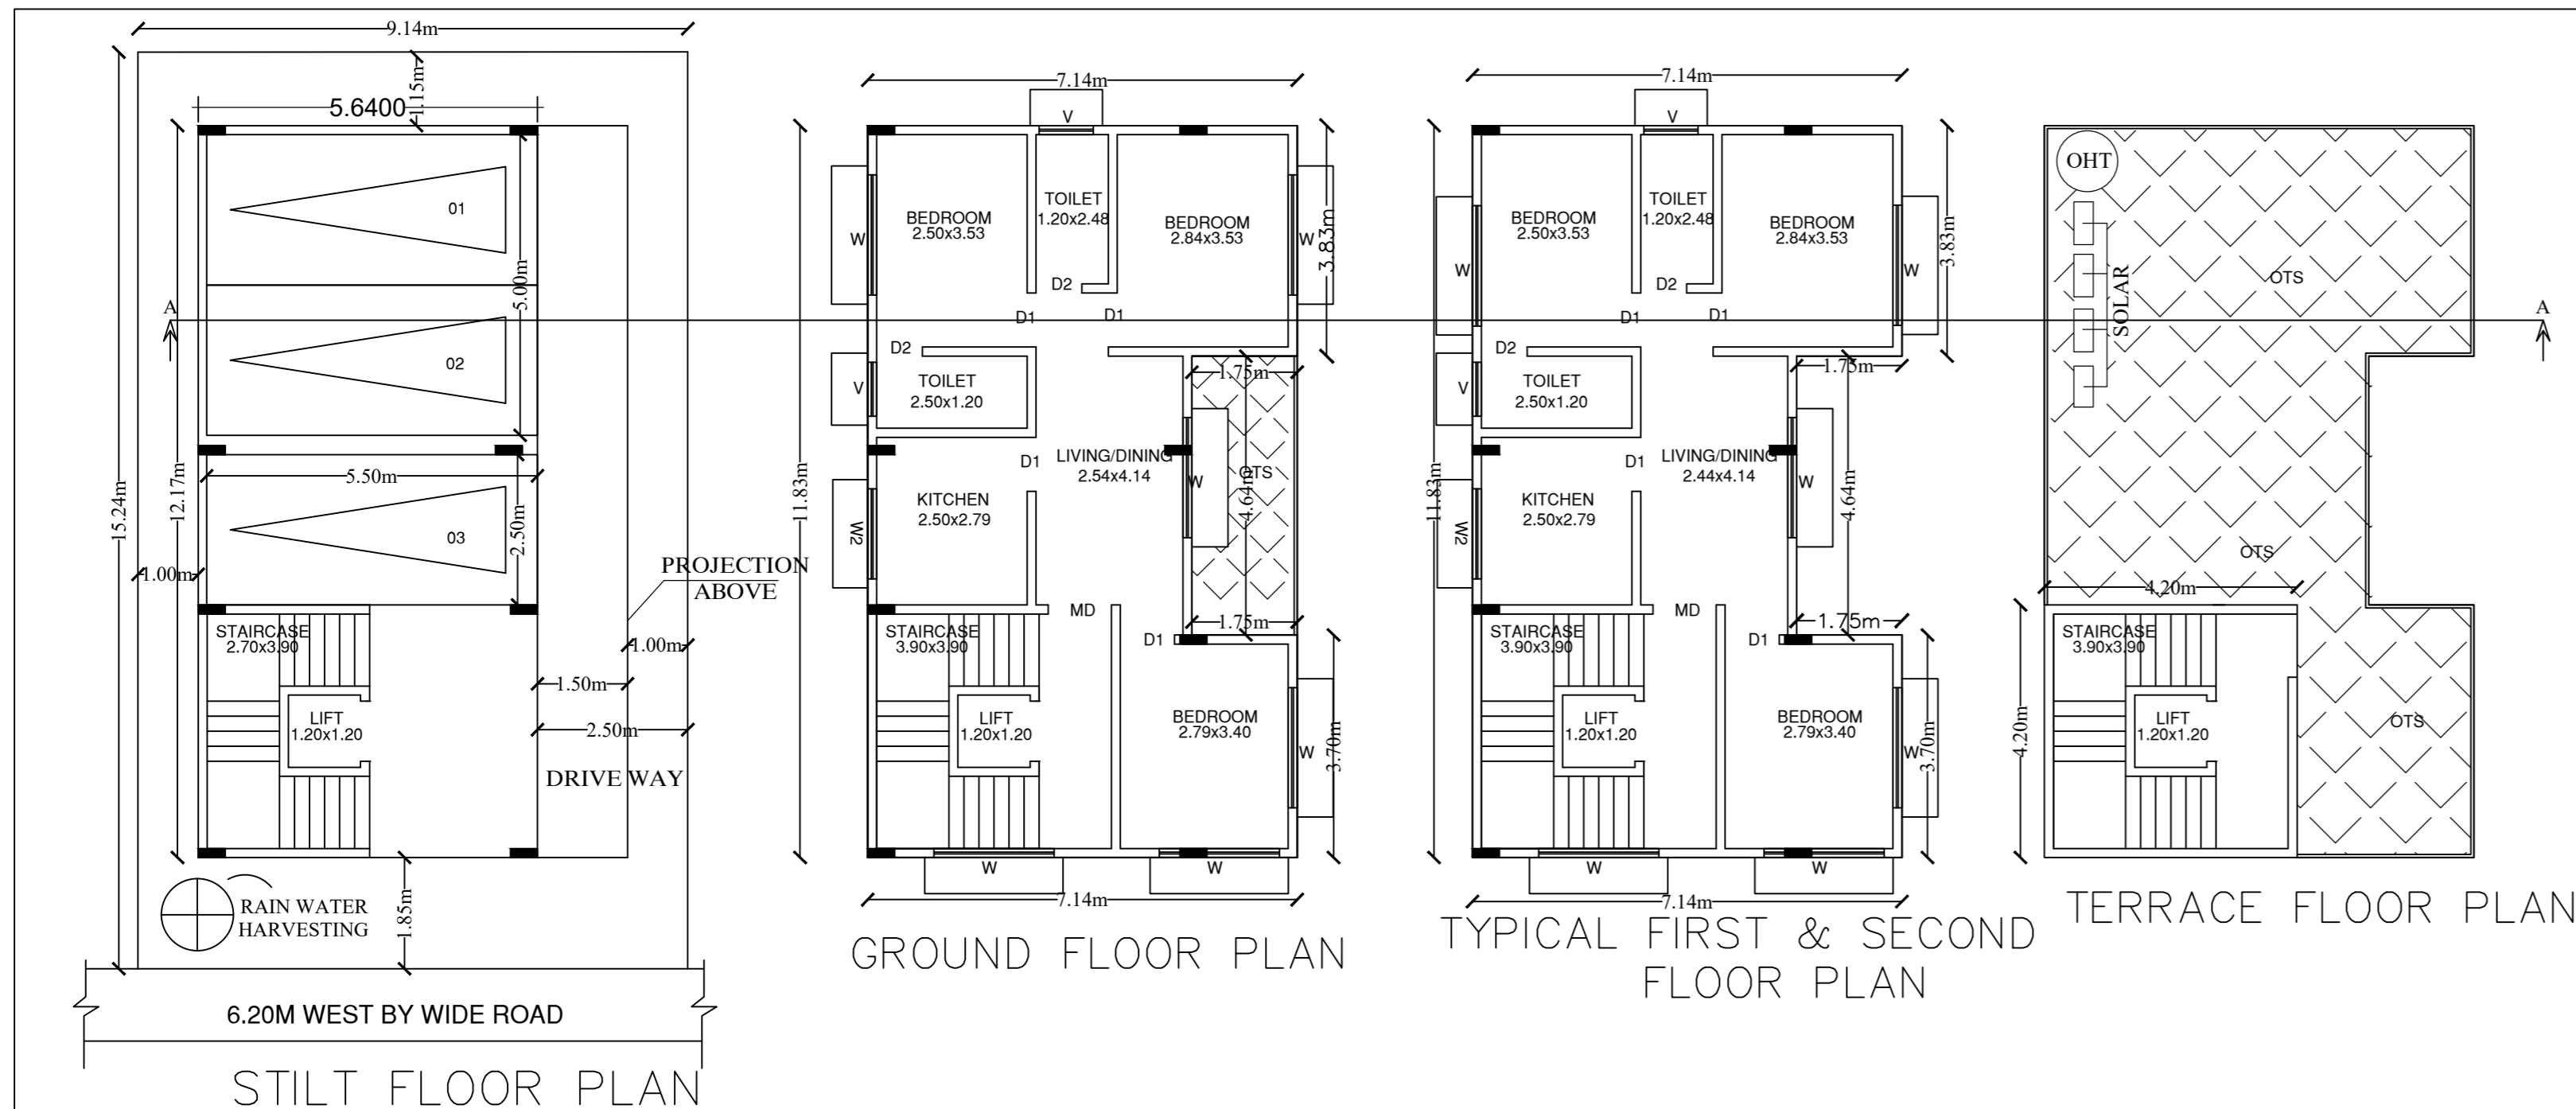 9.14m
1.15m
5.6400
01
5.00m
A
02
15.24m
12.17m
5.50m
2.50m
03
1.00m
PROJECTION
ABOVE
STAIRCASE
2.70x3.90
1.00m
1.50m
LIFT
1.20x1.20
2.50m
DRIVE WAY
RAIN WATER
HARVESTING
1.85m
6.20M WEST BY WIDE ROAD
STILT FLOOR PLAN
7.14m
V
TOILET
1.20x2.48
BEDROOM
2.50x3.53
BEDROOM
2.84x3.53
W
W
3.83m
D2
D1
D1
D2
V
TOILET
2.50x1.20
1.75m
11.83m
LIVING/DINING
2.54x4.14
D1
W
OTS
4.64m
KITCHEN
2.50x2.79
W2
MD
1.75m
STAIRCASE
3.90x3.90
D1
LIFT
1.20x1.20
BEDROOM
2.79x3.40
W
3.70m
W
W
7.14m
GROUND FLOOR PLAN
7.14m
V
TOILET
1.20x2.48
BEDROOM
2.50x3.53
BEDROOM
2.84x3.53
W
W
3.83m
D2
D1
D1
D2
TOILET
2.50x1.20
1.75m
11.83m
LIVING/DINING
2.44x4.14
D1
W
4.64m
KITCHEN
2.50x2.79
W2
MD
1.75m
STAIRCASE
3.90x3.90
D1
LIFT
1.20x1.20
BEDROOM
2.79x3.40
W
3.70m
W
W
7.14m
TYPICAL FIRST & SECOND
FLOOR PLAN
OHT
SOLAR
OTS
A
OTS
4.20m
STAIRCASE
3.90x3.90
4.20m
LIFT
1.20x1.20
OTS
TERRACE FLOOR PLAN